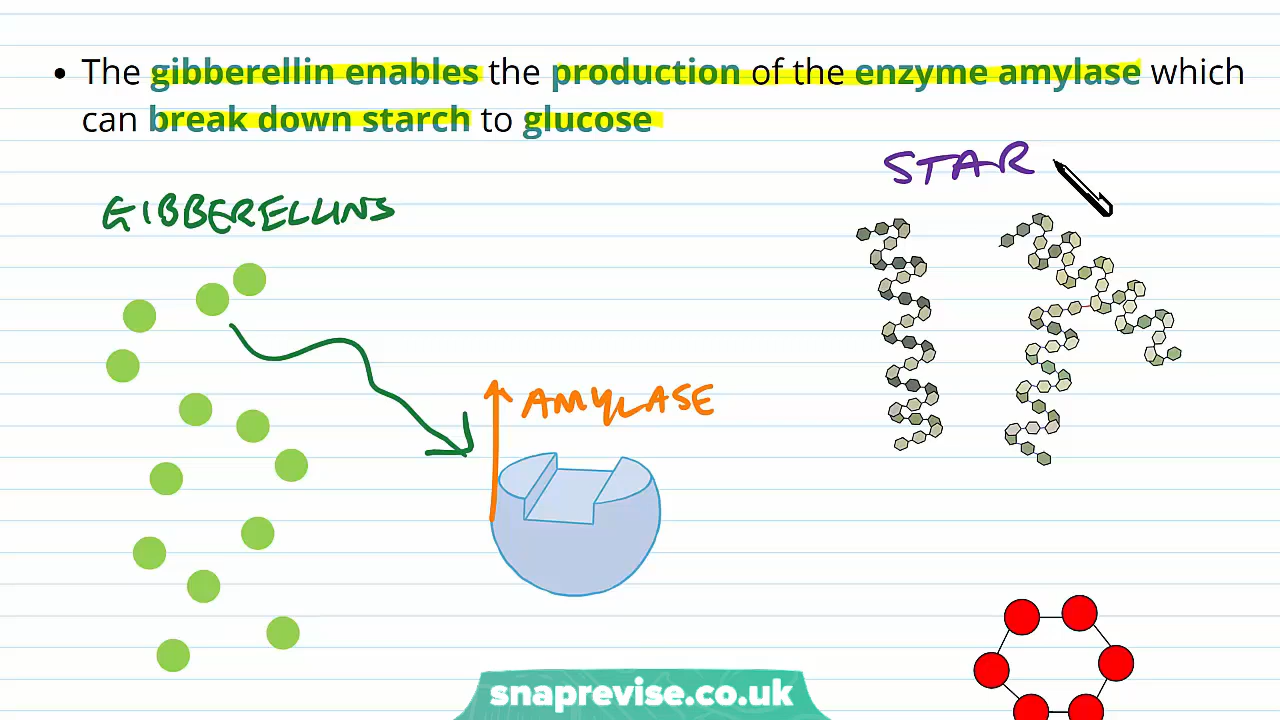 • The gibberellin enables the production of the enzyme amylase which
can break down starch to glucose
STAR
GIBBERELLINS
AMYLASE
snaprevise.co.uk